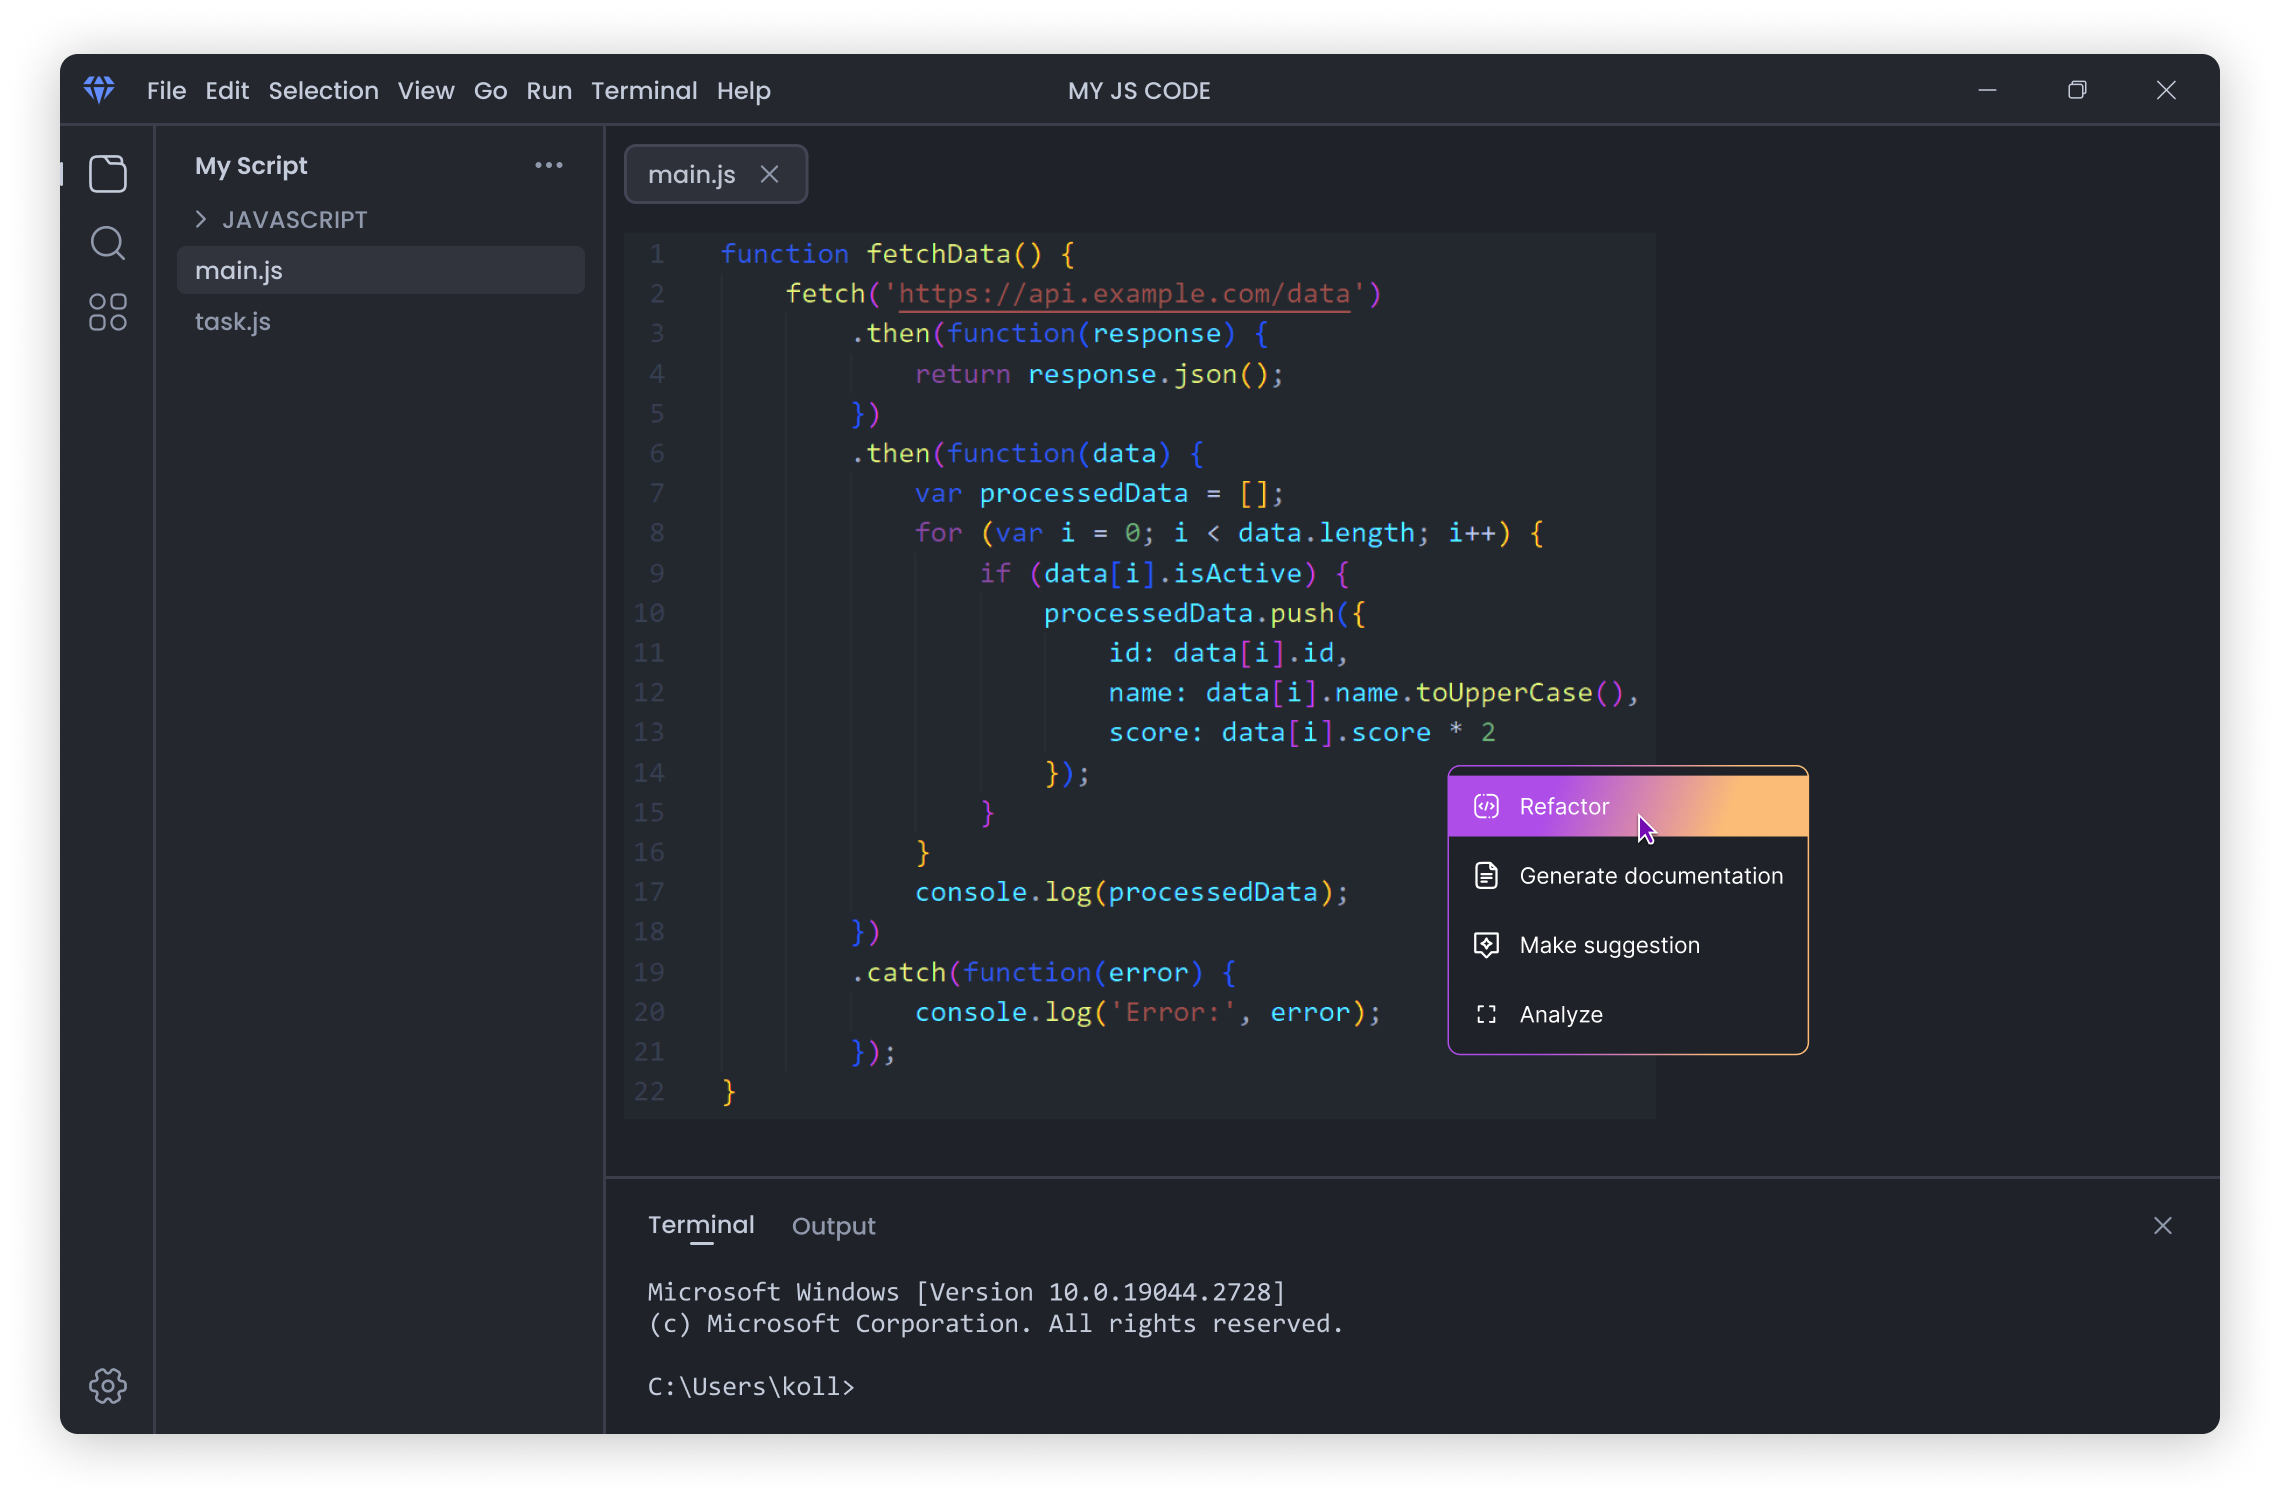 File Edit Selection View Go Run Terminal Help MY JS CODE
My Script
JAVASCRIPT
main.js
task.js
main.js
1 function fetchData() {
2 fetch('https://api.example.com/data')
3 .then(function(response) {
4 return response.json();
5 })
6 .then(function(data) {
7 var processedData = [];
8 for (var i = 0; i < data.length; i++) {
9 if (data[i].isActive) {
10 processedData.push({
11 id: data[i].id,
12 name: data[i].name.toUpperCase(),
13 score: data[i].score * 2
14 });
15 }
16 }
17 console.log(processedData);
18 })
19 .catch(function(error) {
20 console.log('Error:', error);
21 });
22 }
Refactor
Generate documentation
Make suggestion
Analyze
Terminal Output
Microsoft Windows [Version 10.0.19044.2728]
(c) Microsoft Corporation. All rights reserved.
C:\Users\koll>